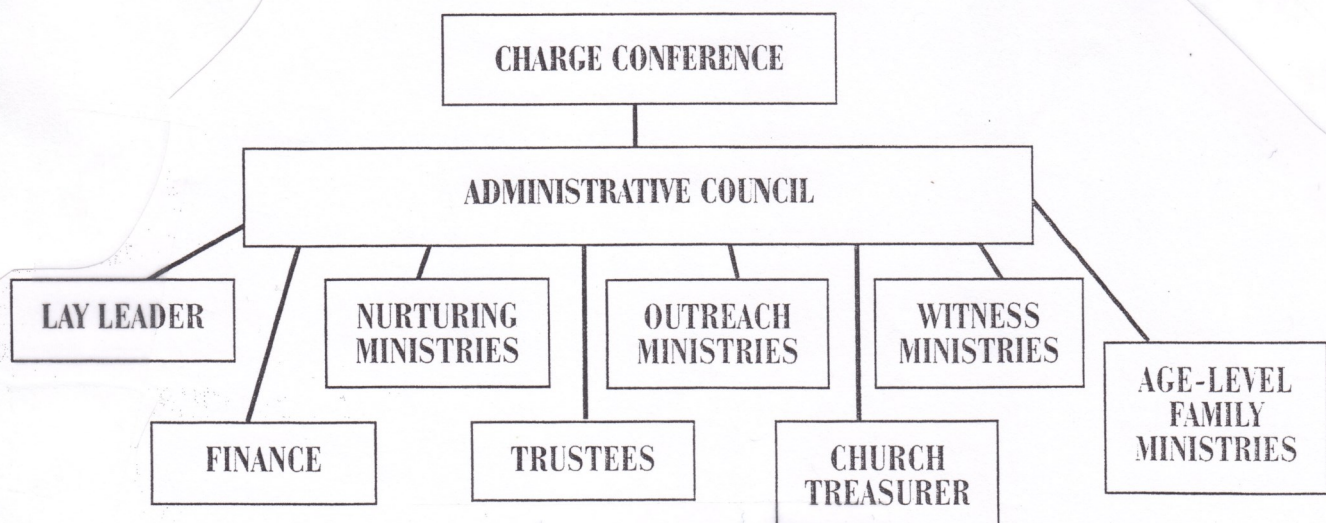 CHARGE CONFERENCE
ADMINISTRATIVE COUNCIL
LAY LEADER
NURTURING
MINISTRIES
OUTREACH
MINISTRIES
WITNESS
MINISTRIES
AGE-LEVEL
FAMILY
MINISTRIES
FINANCE
TRUSTEES
CHURCH
TREASURER